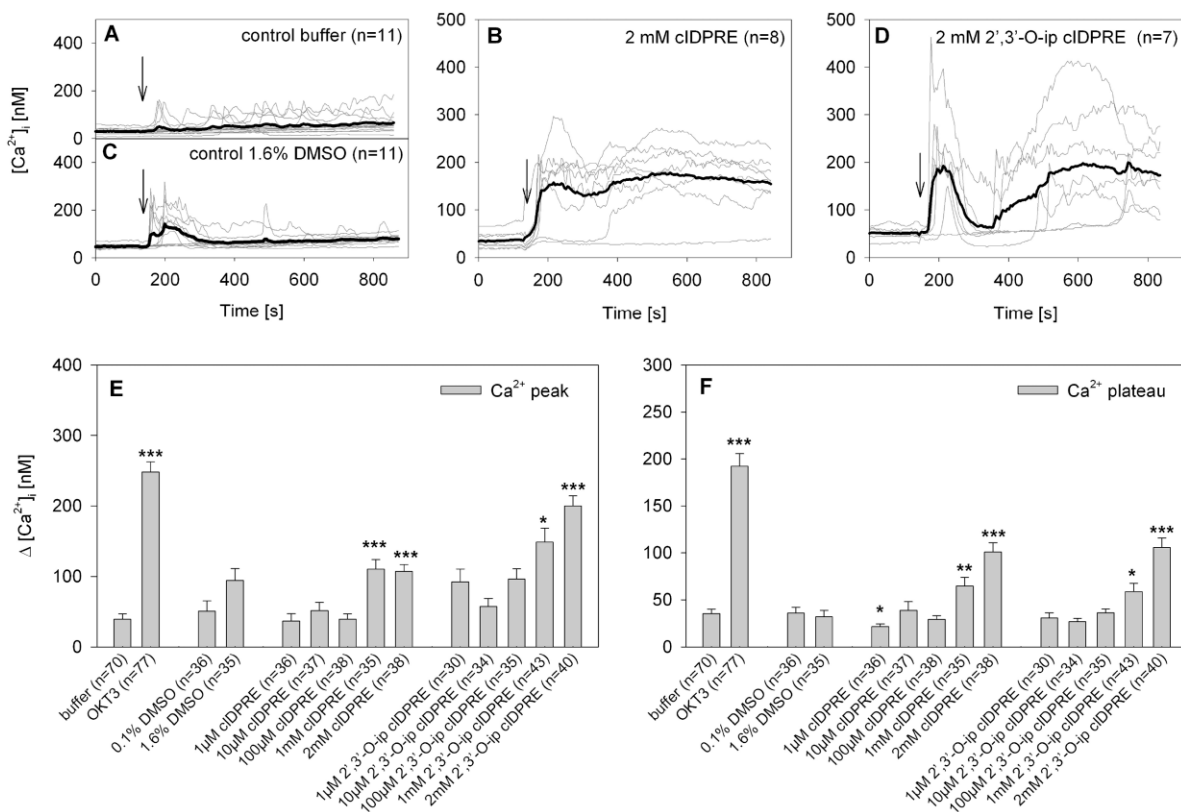 A
control buffer (n=11)
400
200
0
C
control 1.6% DMSO (n=11)
400
200
0
[Ca2+]i [nM]
0
200
400
600
800
Time [s]
B
2 mM cIDPRE (n=8)
500
400
300
200
100
0
0
200
400
600
800
Time [s]
D
2 mM 2',3'-O-ip cIDPRE (n=7)
500
400
300
200
100
0
0
200
400
600
800
Time [s]
E
Ca2+ peak
400
300
200
100
0
Δ [Ca2+]i [nM]
***
***
***
*
***
buffer (n=70)
OKT3 (n=77)
0.1% DMSO (n=36)
1.6% DMSO (n=35)
1µM cIDPRE (n=36)
10µM cIDPRE (n=37)
100µM cIDPRE (n=38)
1mM cIDPRE (n=35)
2mM cIDPRE (n=38)
1µM 2',3'-O-ip cIDPRE (n=30)
10µM 2',3'-O-ip cIDPRE (n=34)
100µM 2',3'-O-ip cIDPRE (n=35)
1mM 2',3'-O-ip cIDPRE (n=43)
2mM 2',3'-O-ip cIDPRE (n=40)
F
Ca2+ plateau
300
250
200
150
100
50
0
***
*
**
***
*
***
buffer (n=70)
OKT3 (n=77)
0.1% DMSO (n=36)
1.6% DMSO (n=35)
1µM cIDPRE (n=36)
10µM cIDPRE (n=37)
100µM cIDPRE (n=38)
1mM cIDPRE (n=35)
2mM cIDPRE (n=38)
1µM 2',3'-O-ip cIDPRE (n=30)
10µM 2',3'-O-ip cIDPRE (n=34)
100µM 2',3'-O-ip cIDPRE (n=35)
1mM 2',3'-O-ip cIDPRE (n=43)
2mM 2',3'-O-ip cIDPRE (n=40)